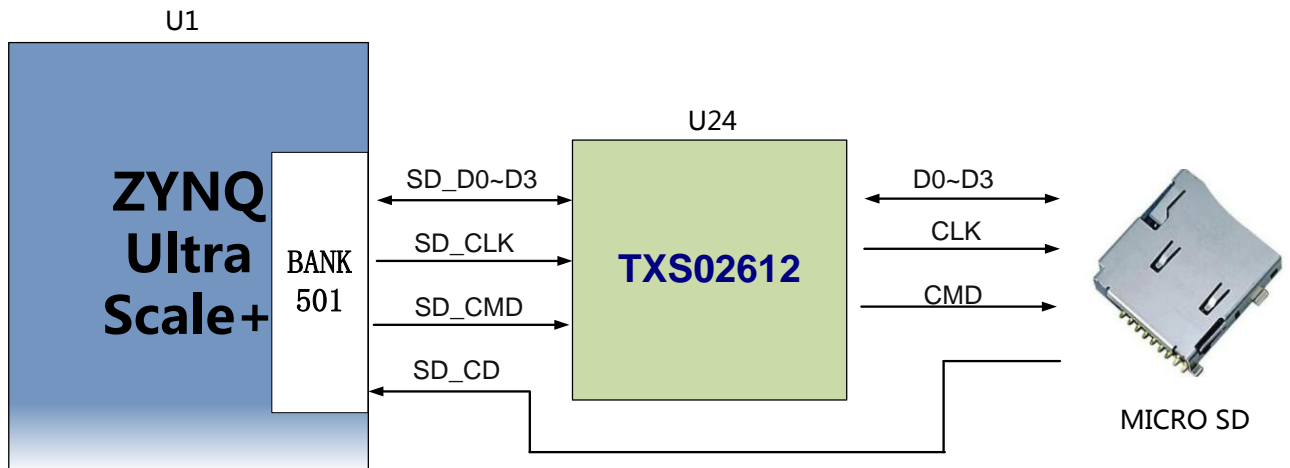 U1
ZYNQ
Ultra
Scale+
BANK
501
SD_D0~D3
SD_CLK
SD_CMD
SD_CD
U24
TXS02612
D0~D3
CLK
CMD
MICRO SD